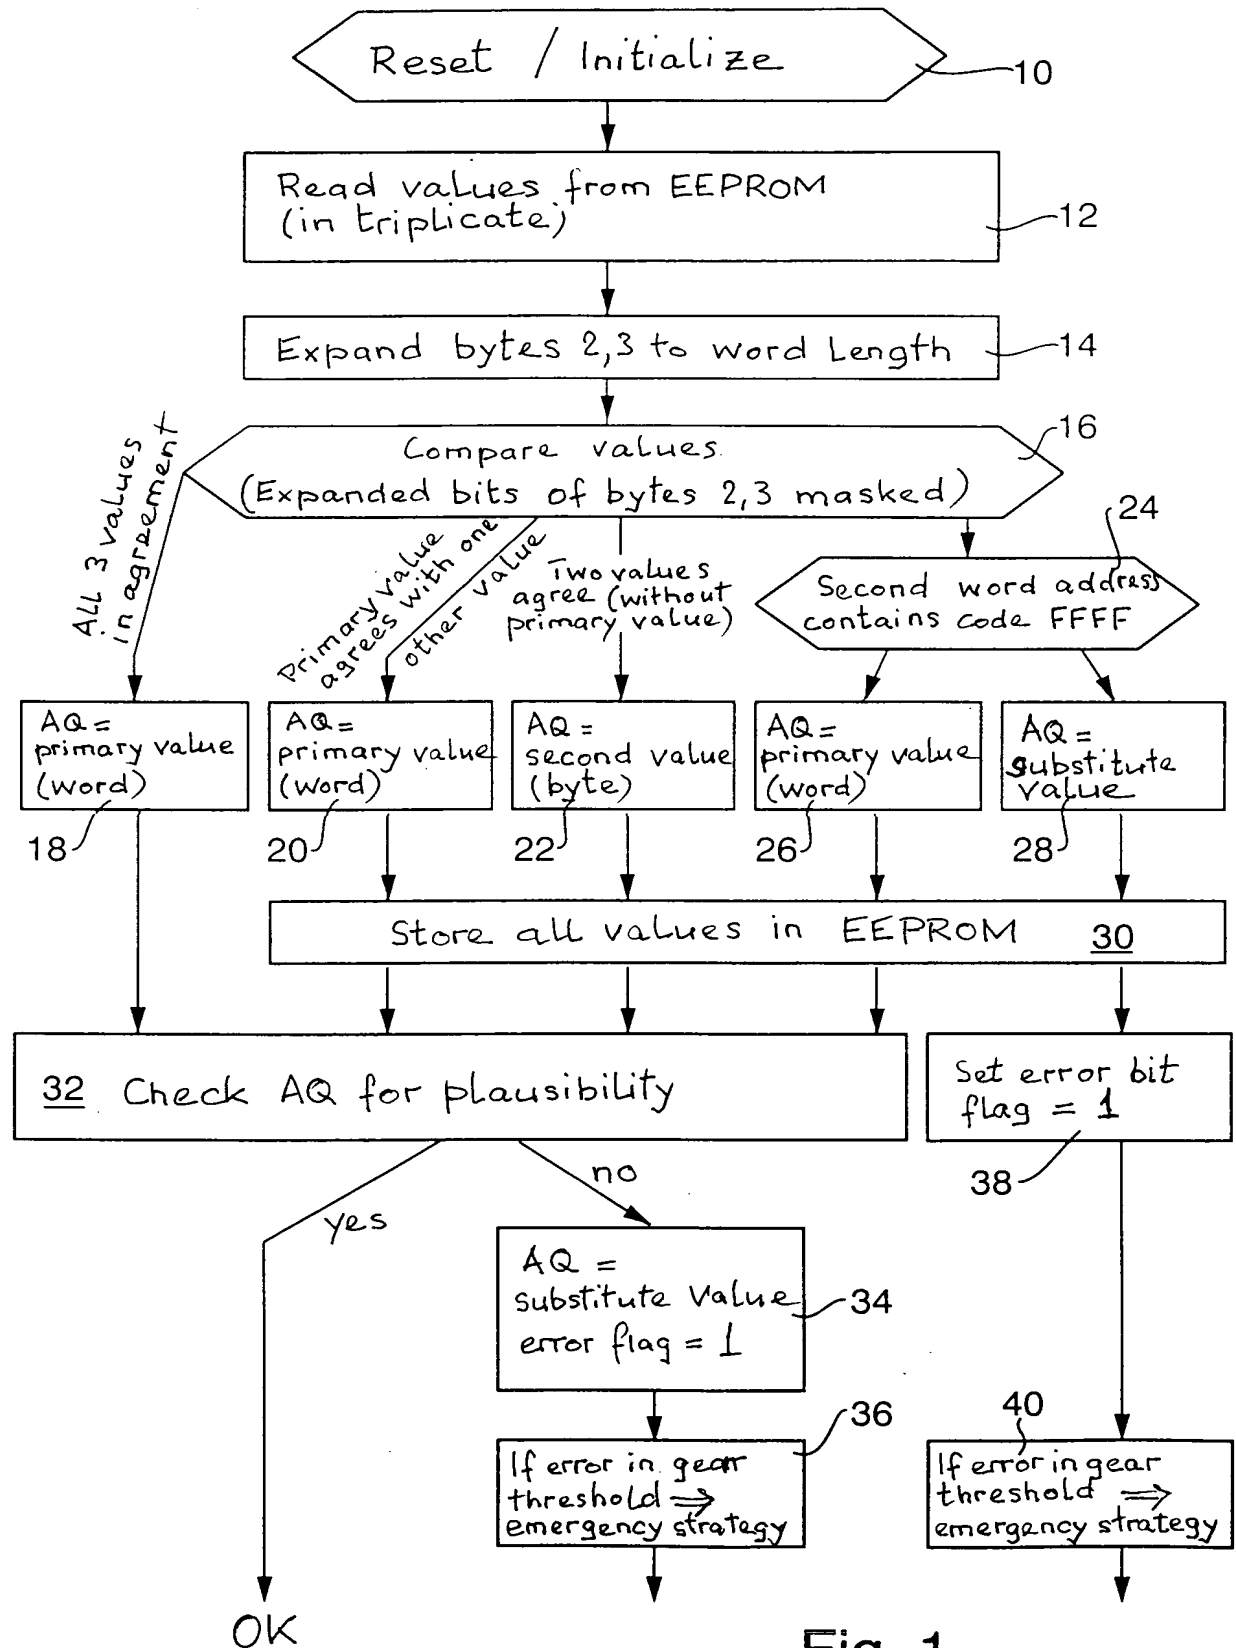 Reset / Initialize
10
Read values from EEPROM
(in triplicate)
12
Expand bytes 2,3 to word Length
14
Compare values.
(Expanded bits of bytes 2,3 masked)
16
All 3 values
in agreement
Primary value
agrees with one
other value
Two values
agree (without
primary value)
24
Second word address
contains code FFFF
AQ =
primary value
(word)
18
AQ =
primary value
(word)
20
AQ =
second value
(byte)
22
AQ =
primary value
(word)
26
AQ =
substitute
value
28
Store all values in EEPROM 30
32 Check AQ for plausibility
Set error bit
flag = 1
38
yes
no
AQ =
substitute Value
error flag = 1
34
36
If error in gear
threshold ⇒
emergency strategy
40
If error in gear
threshold ⇒
emergency strategy
OK
Fig. 1